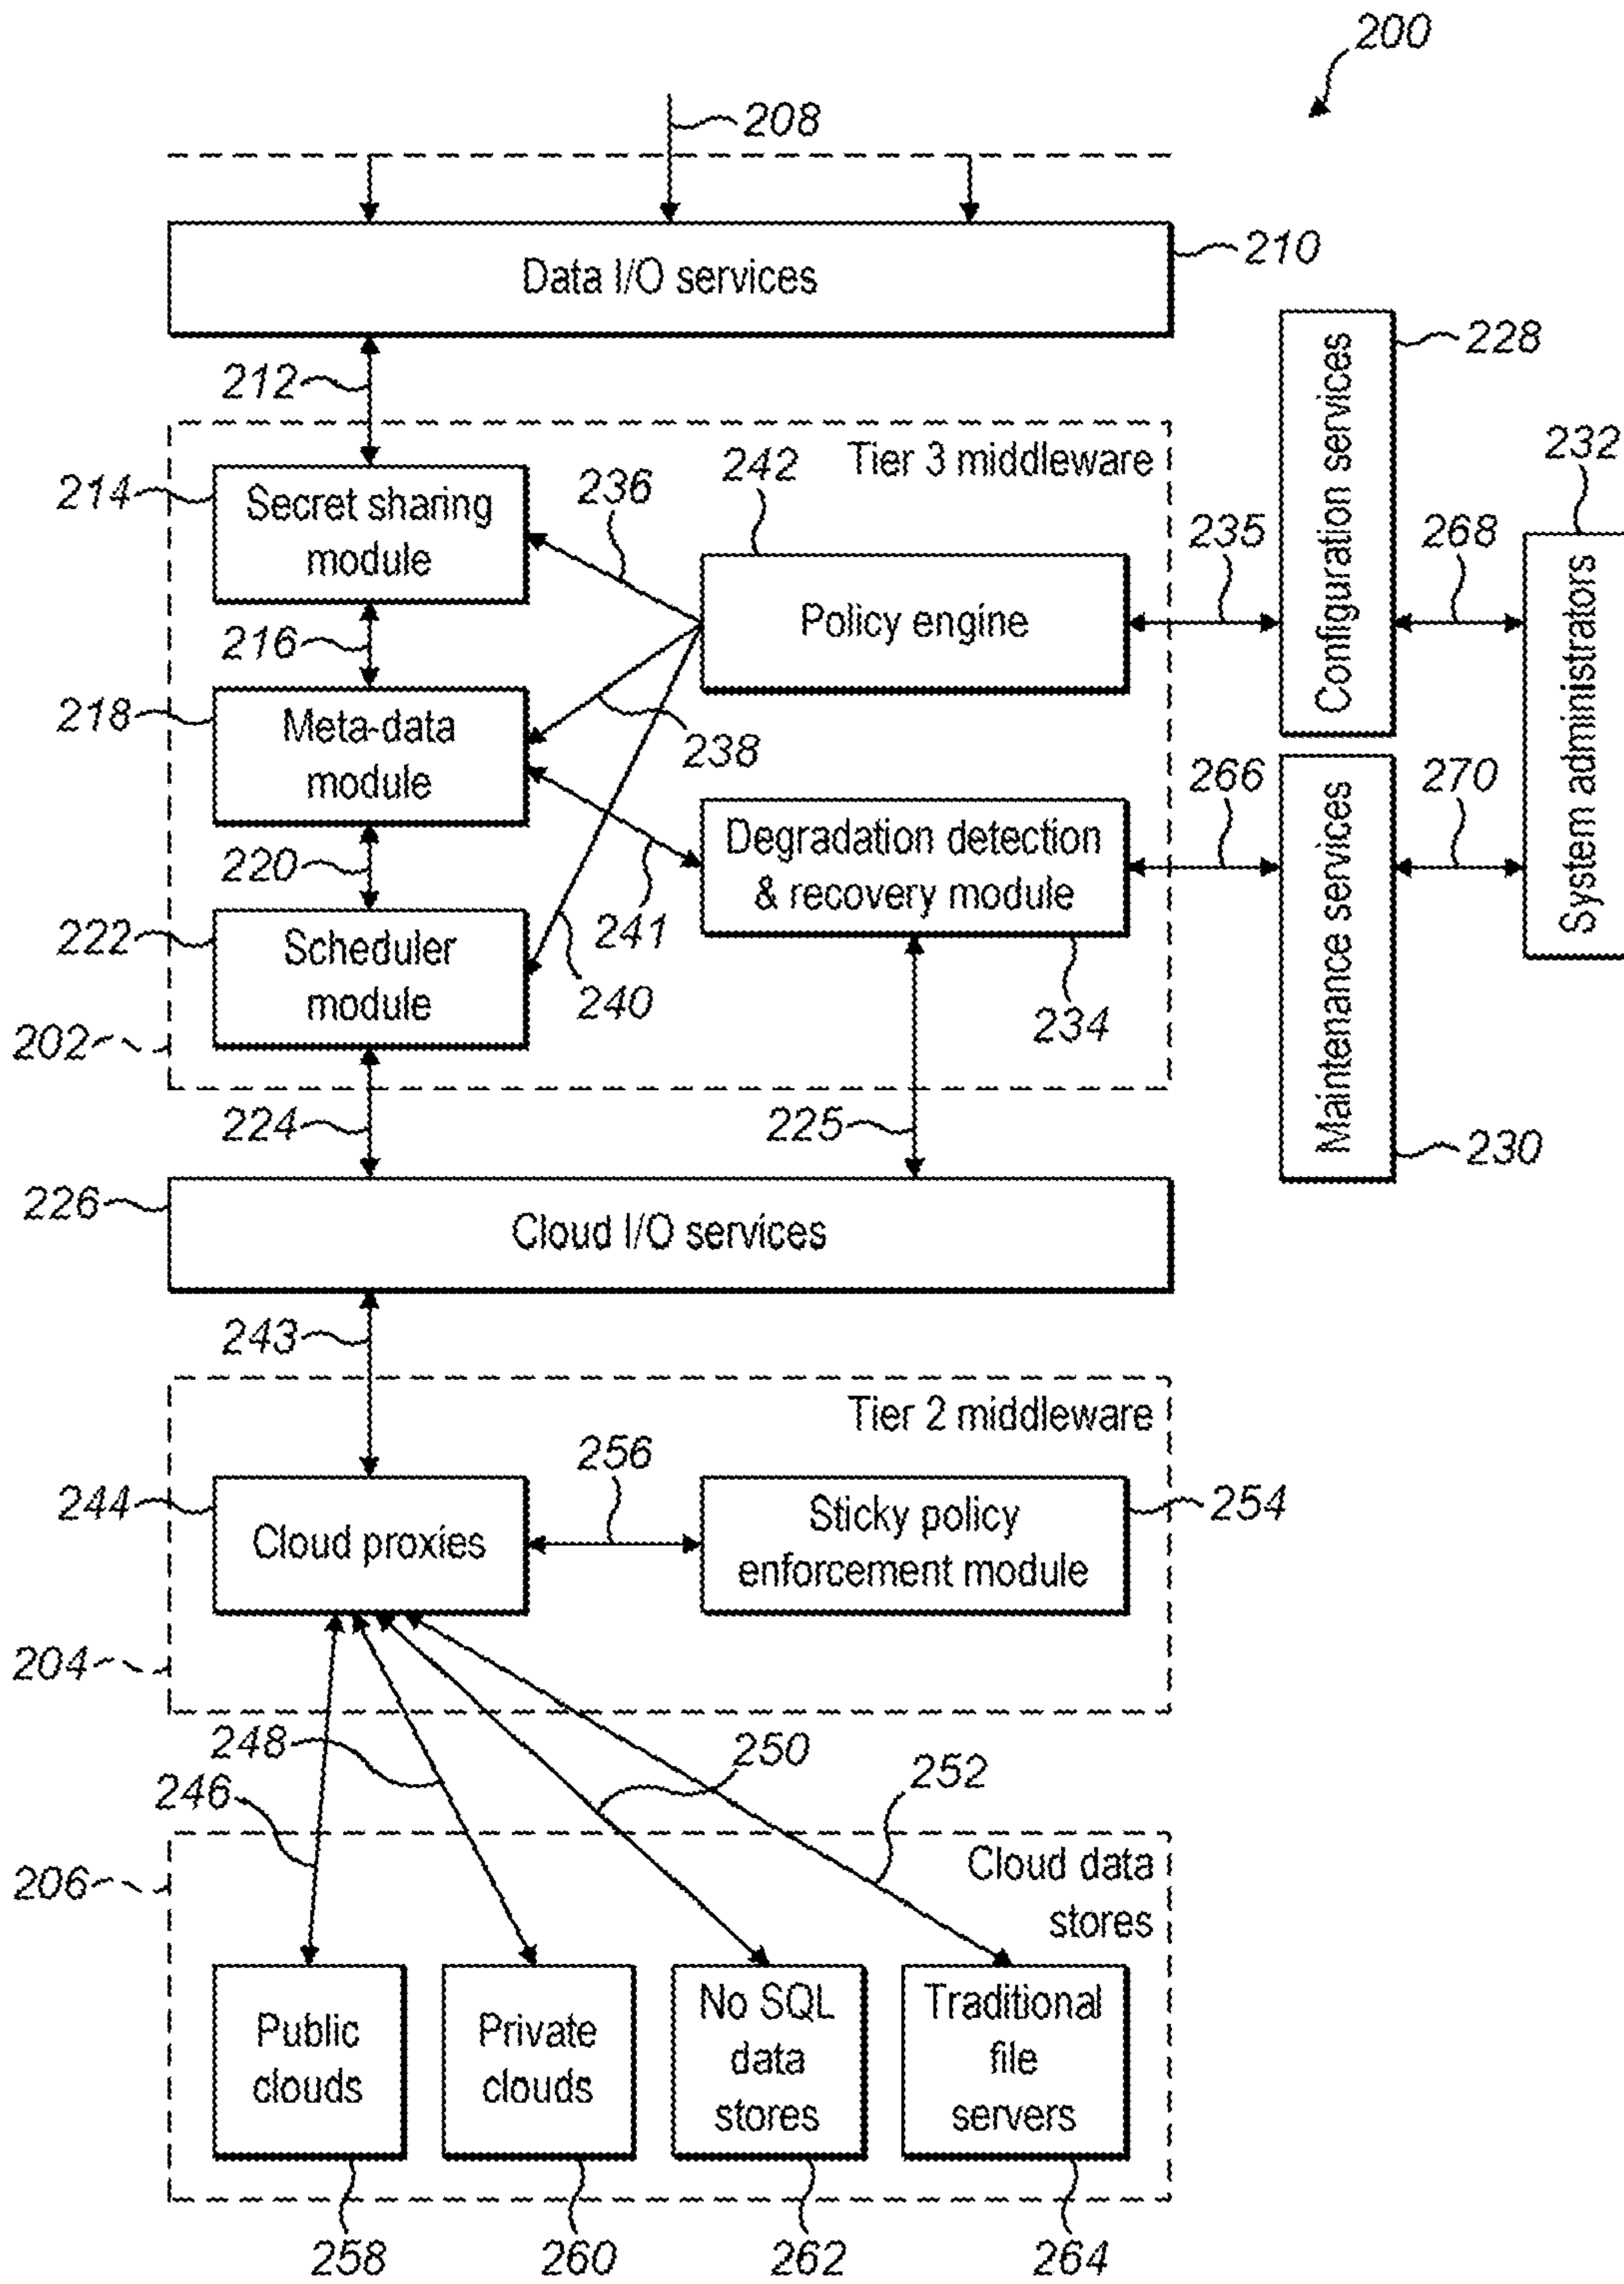 200
208
Data I/O services
210
212
228
Configuration services
Tier 3 middleware
214
Secret sharing
module
236
242
Policy engine
235
268
232
System administrators
216
218
Meta-data
module
238
266
270
Degradation detection
& recovery module
Maintenance services
220
241
222
Scheduler
module
240
234
202
224
225
230
226
Cloud I/O services
243
Tier 2 middleware
256
244
Cloud proxies
Sticky policy
enforcement module
254
204
248
250
246
252
206
Cloud data
stores
Public
clouds
Private
clouds
No SQL
data
stores
Traditional
file
servers
258
260
262
264